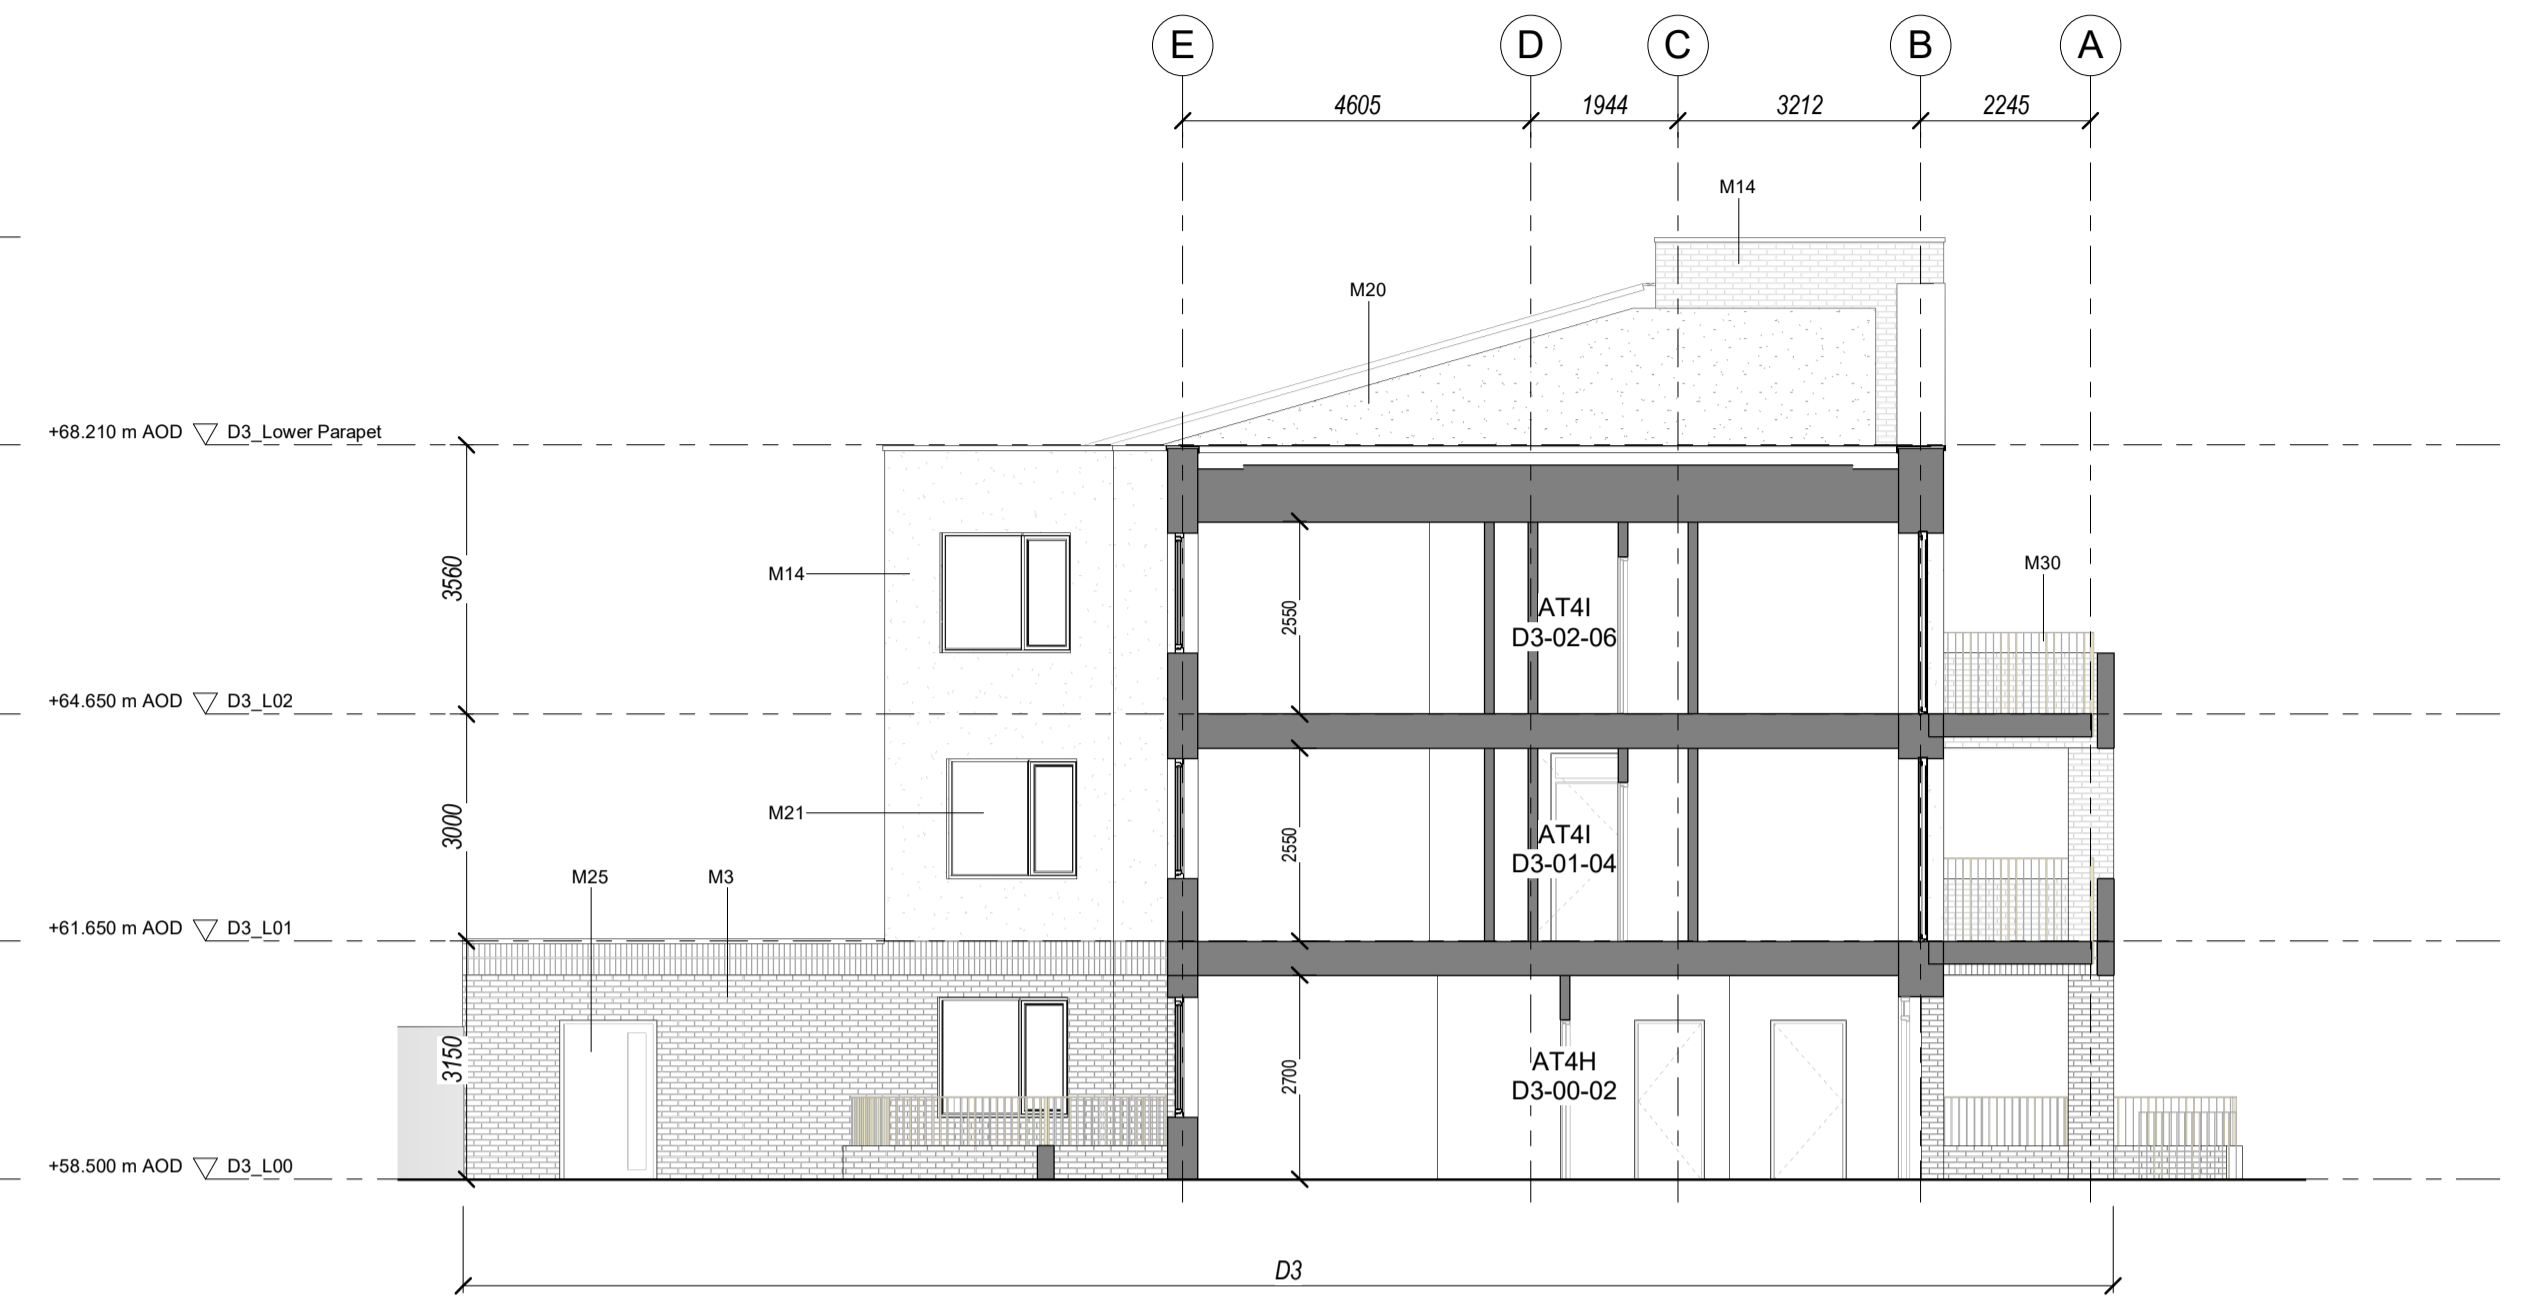 E D C B A
4605 1944 3212 2245
M14
M20
+68.210 m AOD D3_Lower Parapet
3560
M14
2550
AT4I
D3-02-06
M30
+64.650 m AOD D3_L02
3000
M21
2550
AT4I
D3-01-04
M25 M3
+61.650 m AOD D3_L01
3150
2700
AT4H
D3-00-02
+58.500 m AOD D3_L00
D3